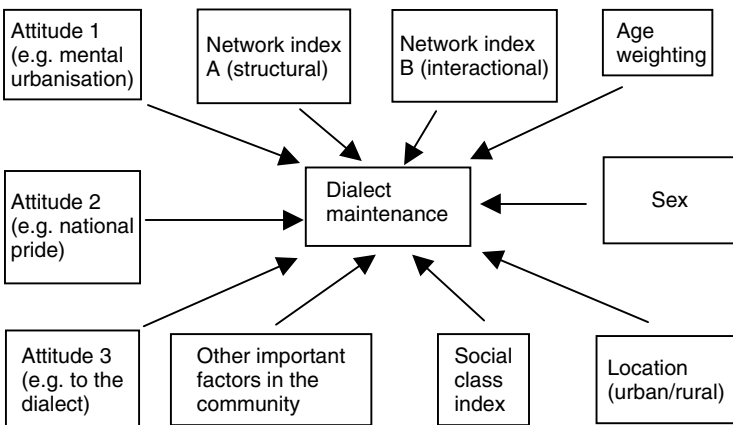 Attitude 1
(e.g. mental
urbanisation)
Network index
A (structural)
Network index
B (interactional)
Age
weighting
Attitude 2
(e.g. national
pride)
Dialect
maintenance
Sex
Attitude 3
(e.g. to the
dialect)
Other important
factors in the
community
Social
class
index
Location
(urban/rural)